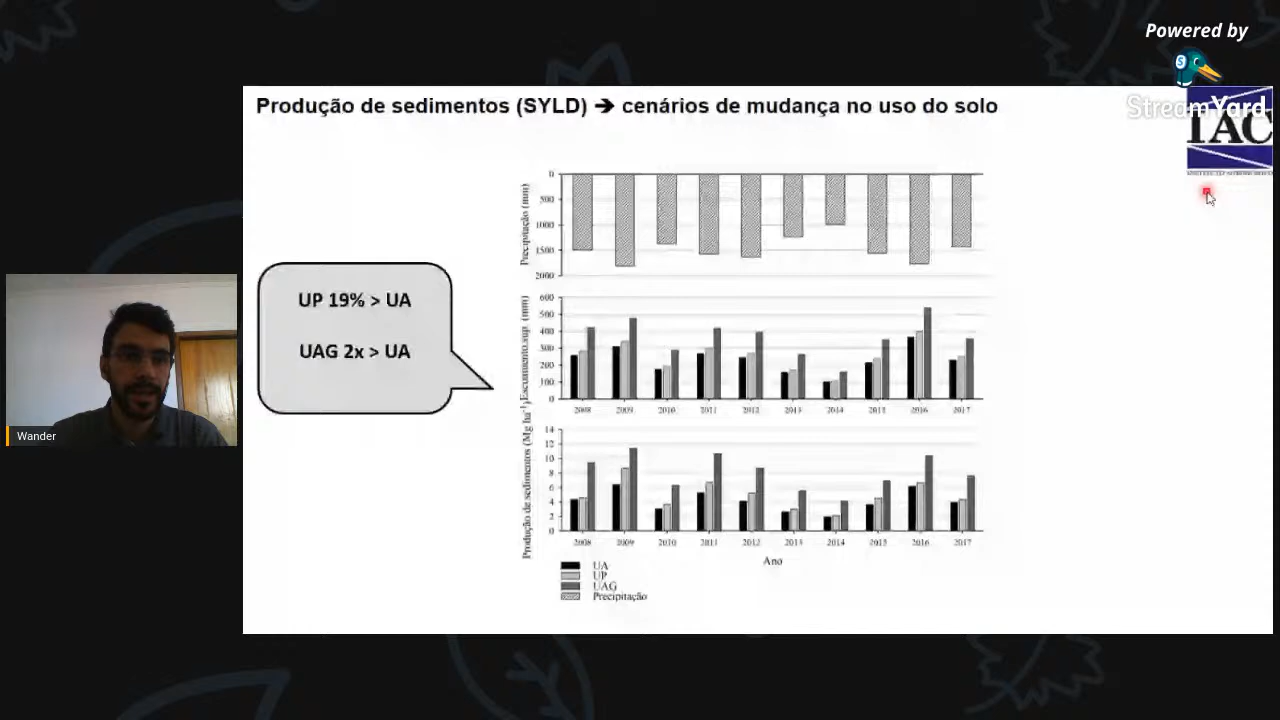 Powered by
StreamYard
IAC
Produção de sedimentos (SYLD) ➔ cenários de mudança no uso do solo
UP 19% > UA
UAG 2x > UA
Wander
Precipitação (mm)
0
500
1000
1500
2000
Escoamento sup. (mm)
600
500
400
300
200
100
0
2008 2009 2010 2011 2012 2013 2014 2015 2016 2017
Produção de sedimentos (Mg ha⁻¹)
14
12
10
8
6
4
2
0
2008 2009 2010 2011 2012 2013 2014 2015 2016 2017
Ano
UA
UP
UAG
Precipitação